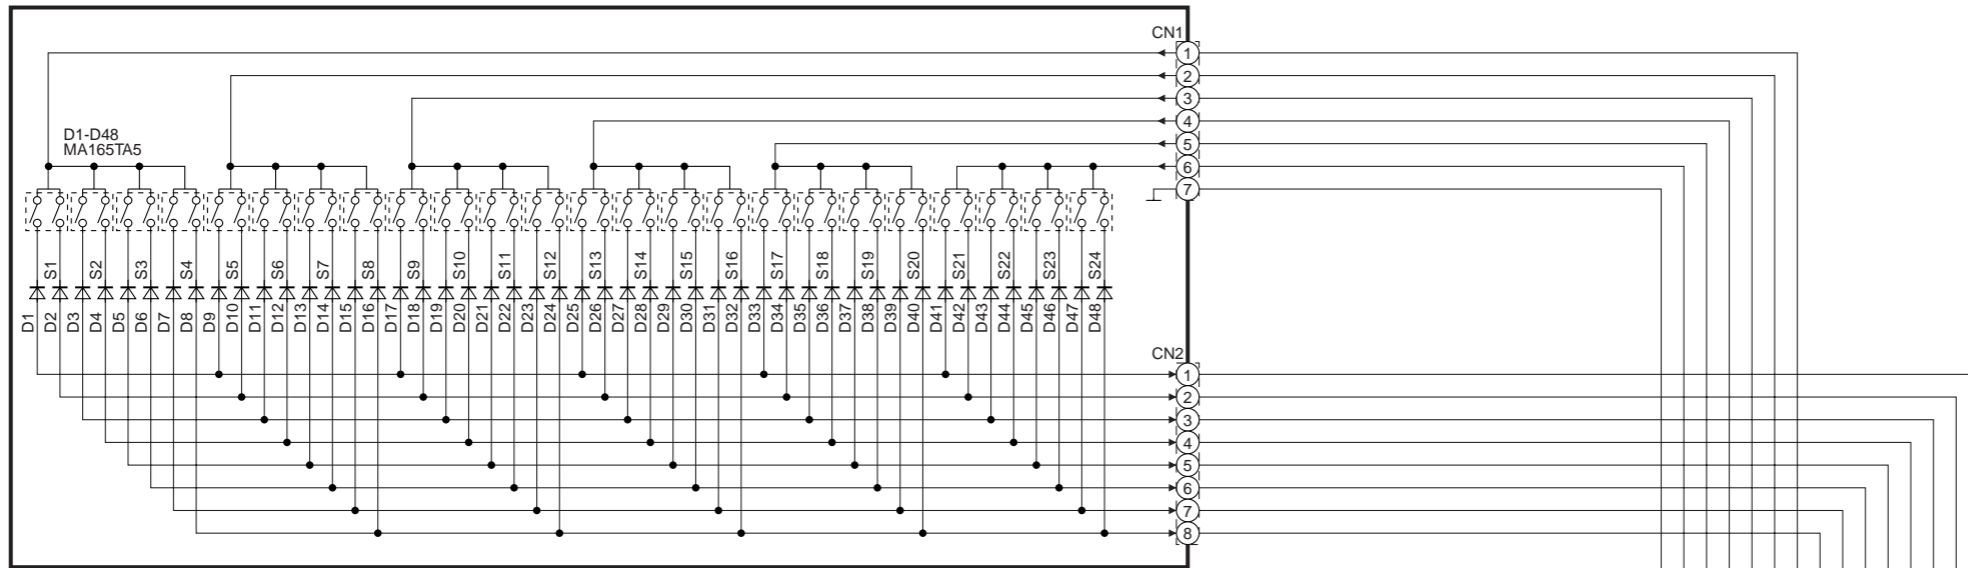 CN1
1
2
3
4
5
6
7
D1-D48
MA165TA5
S1
S2
S3
S4
S5
S6
S7
S8
S9
S10
S11
S12
S13
S14
S15
S16
S17
S18
S19
S20
S21
S22
S23
S24
D1
D2
D3
D4
D5
D6
D7
D8
D9
D10
D11
D12
D13
D14
D15
D16
D17
D18
D19
D20
D21
D22
D23
D24
D25
D26
D27
D28
D29
D30
D31
D32
D33
D34
D35
D36
D37
D38
D39
D40
D41
D42
D43
D44
D45
D46
D47
D48
CN2
1
2
3
4
5
6
7
8